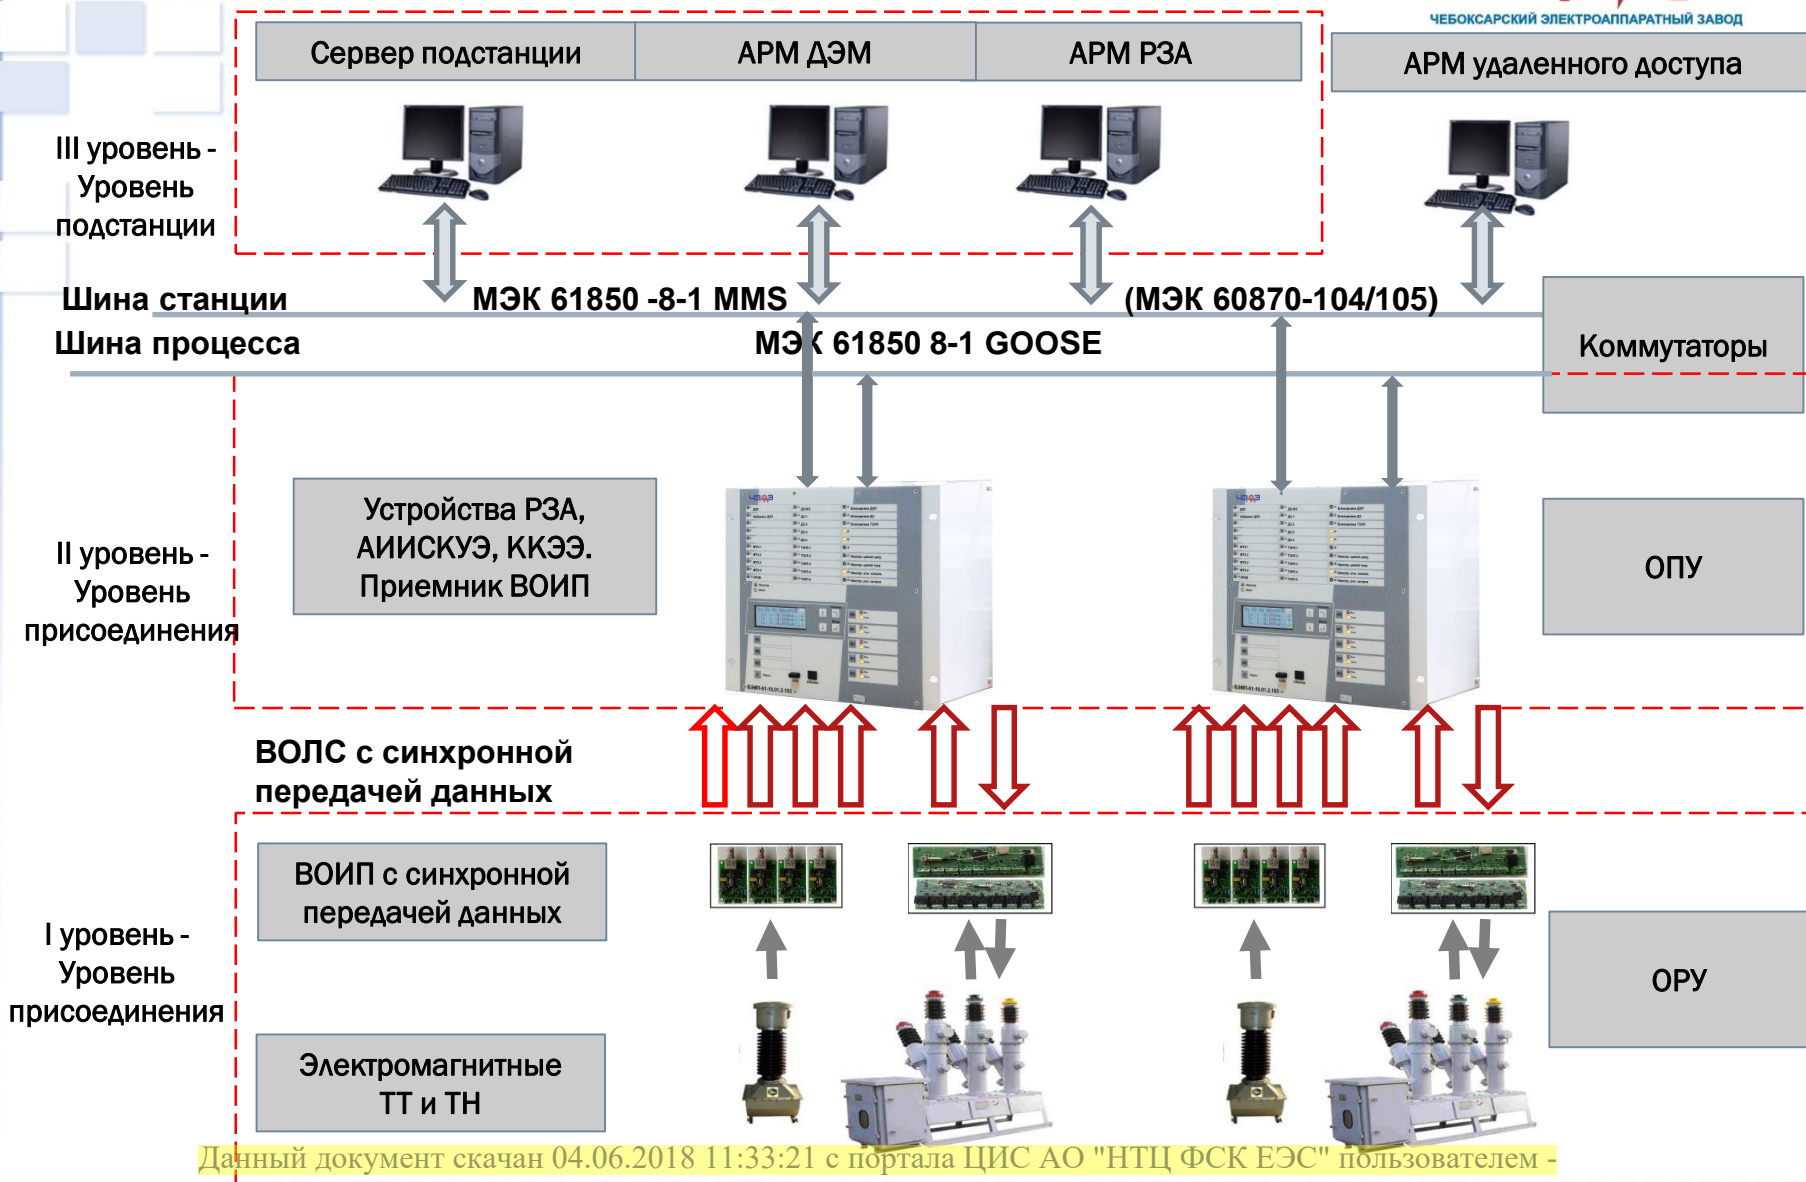 ЧЕБОКСАРСКИЙ ЭЛЕКТРОАППАРАТНЫЙ ЗАВОД
Сервер подстанции
АРМ ДЭМ
АРМ РЗА
АРМ удаленного доступа
III уровень -
Уровень
подстанции
Шина станции
МЭК 61850 -8-1 MMS
(МЭК 60870-104/105)
Шина процесса
МЭК 61850 8-1 GOOSE
Коммутаторы
Устройства РЗА,
АИИСКУЭ, ККЭЭ.
Приемник ВОИП
II уровень -
Уровень
присоединения
ОПУ
ВОЛС с синхронной
передачей данных
ВОИП с синхронной
передачей данных
I уровень -
Уровень
присоединения
ОРУ
Электромагнитные
ТТ и ТН
Данный документ скачан 04.06.2018 11:33:21 с портала ЦИС АО "НТЦ ФСК ЕЭС" пользователем -